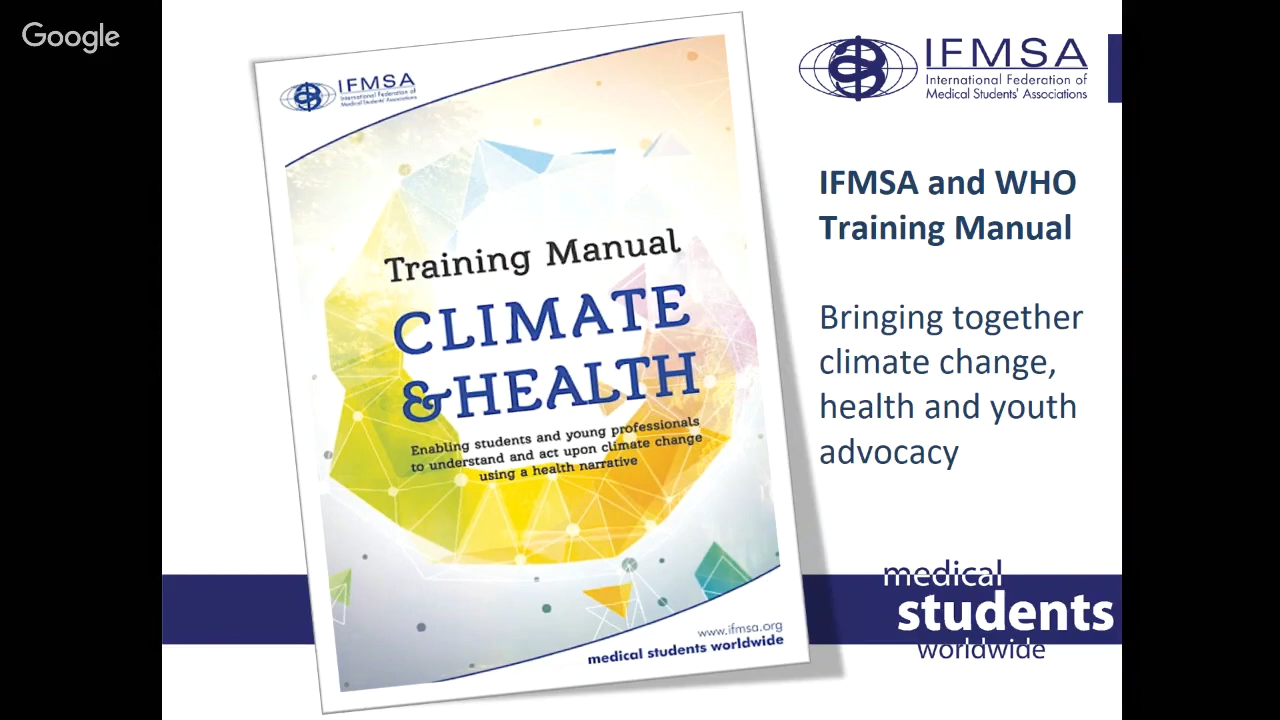 Google
IFMSA
International Federation of
Medical Students' Associations
Training Manual
CLIMATE
&HEALTH
Enabling students and young professionals
to understand and act upon climate change
using a health narrative
www.ifmsa.org
medical students worldwide
IFMSA
International Federation of
Medical Students' Associations
IFMSA and WHO
Training Manual
Bringing together
climate change,
health and youth
advocacy
medical
students
worldwide